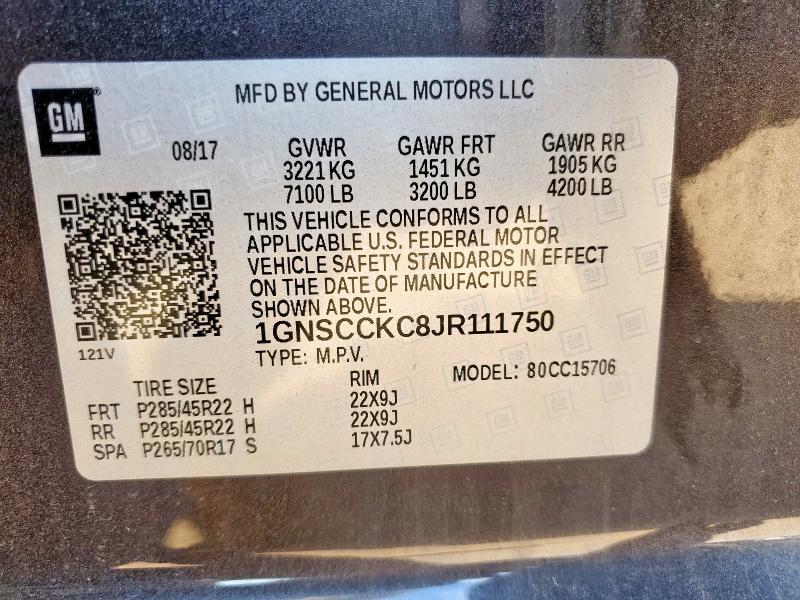 MFD BY GENERAL MOTORS LLC
GM
08/17
GVWR GAWR FRT GAWR RR
3221 KG 1451 KG 1905 KG
7100 LB 3200 LB 4200 LB
THIS VEHICLE CONFORMS TO ALL
APPLICABLE U.S. FEDERAL MOTOR
VEHICLE SAFETY STANDARDS IN EFFECT
ON THE DATE OF MANUFACTURE
SHOWN ABOVE.
1GNSCCKC8JR111750
121V
TYPE: M.P.V.
MODEL: 80CC15706
TIRE SIZE RIM
FRT P285/45R22 H 22X9J
RR P285/45R22 H 22X9J
SPA P265/70R17 S 17X7.5J